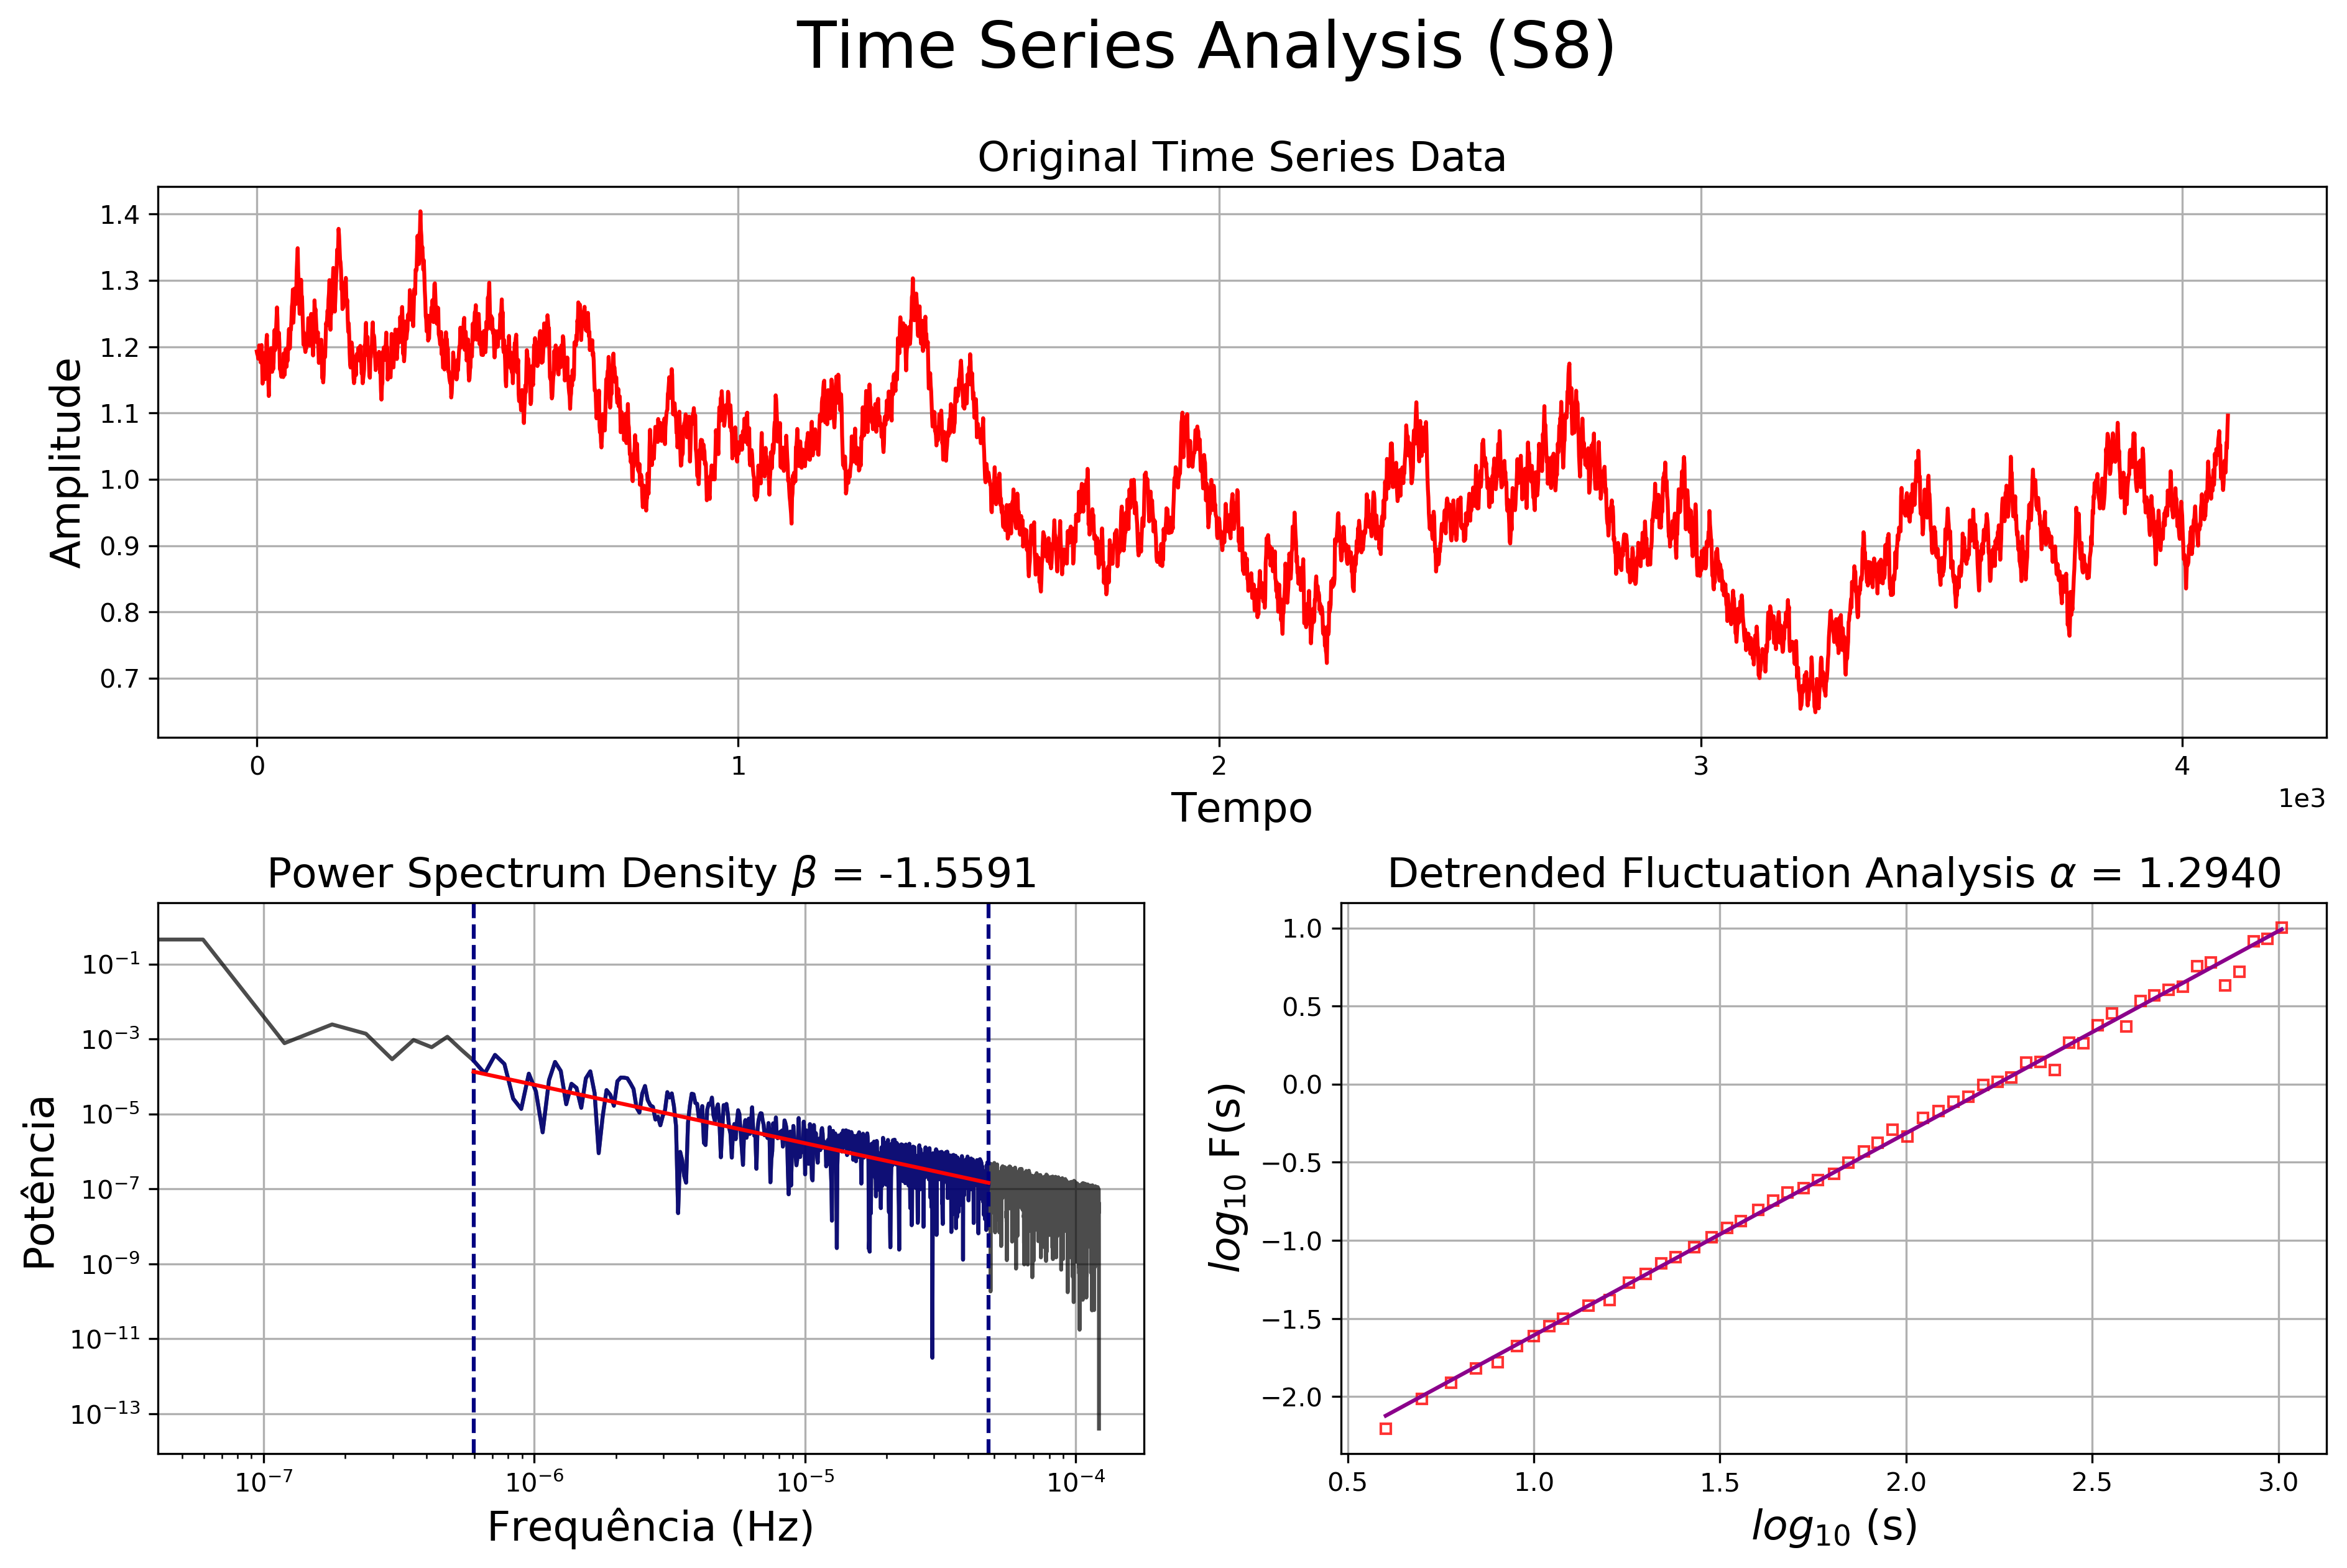 Time Series Analysis (S8)
Original Time Series Data
Amplitude
1.4
1.3
1.2
1.1
1.0
0.9
0.8
0.7
0 1 2 3 4
1e3
Tempo
Power Spectrum Density β = -1.5591
Potência
10⁻¹
10⁻³
10⁻⁵
10⁻⁷
10⁻⁹
10⁻¹¹
10⁻¹³
10⁻⁷ 10⁻⁶ 10⁻⁵ 10⁻⁴
Frequência (Hz)
Detrended Fluctuation Analysis α = 1.2940
log₁₀ F(s)
1.0
0.5
0.0
−0.5
−1.0
−1.5
−2.0
0.5 1.0 1.5 2.0 2.5 3.0
log₁₀ (s)